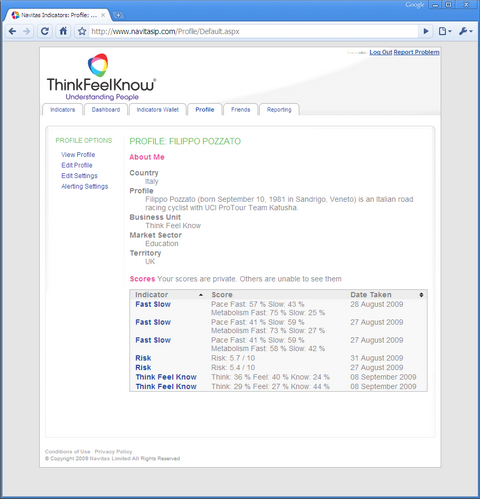 Navitas Indicators: Profile: ...
Google
http://www.navitasip.com/Profile/Default.aspx
Log Out Report Problem
ThinkFeelKnow®
Understanding People
Indicators Dashboard Indicators Wallet Profile Friends Reporting
PROFILE OPTIONS
View Profile
Edit Profile
Edit Settings
Alerting Settings
PROFILE: FILIPPO POZZATO
About Me
Country
Italy
Profile
Filippo Pozzato (born September 10, 1981 in Sandrigo, Veneto) is an Italian road
racing cyclist with UCI ProTour Team Katusha.
Business Unit
Think Feel Know
Market Sector
Education
Territory
UK
Scores Your scores are private. Others are unable to see them
Indicator Score Date Taken
Fast Slow Pace Fast: 57 % Slow: 43 % 28 August 2009
Metabolism Fast: 75 % Slow: 25 %
Fast Slow Pace Fast: 41 % Slow: 59 % 27 August 2009
Metabolism Fast: 73 % Slow: 27 %
Fast Slow Pace Fast: 41 % Slow: 59 % 27 August 2009
Metabolism Fast: 58 % Slow: 42 %
Risk Risk: 5.7 / 10 31 August 2009
Risk Risk: 5.4 / 10 27 August 2009
Think Feel Know Think: 36 % Feel: 40 % Know: 24 % 08 September 2009
Think Feel Know Think: 29 % Feel: 27 % Know: 44 % 08 September 2009
Conditions of Use Privacy Policy
© Copyright 2009 Navitas Limited All Rights Reserved